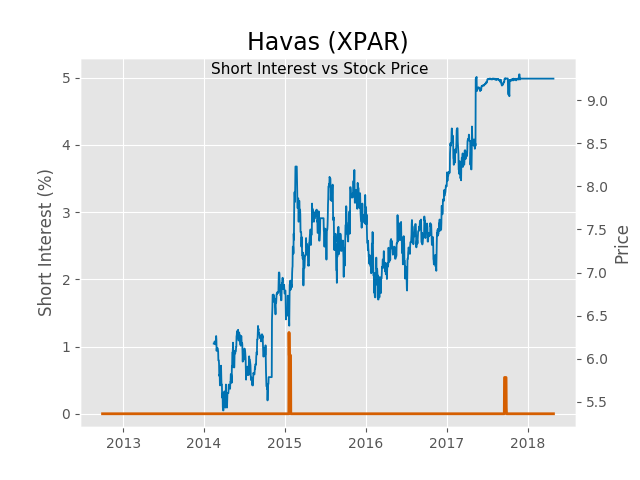 Havas (XPAR)
Short Interest vs Stock Price
Short Interest (%)
5
4
3
2
1
0
9.0
8.5
8.0
7.5
7.0
6.5
6.0
5.5
Price
2013 2014 2015 2016 2017 2018